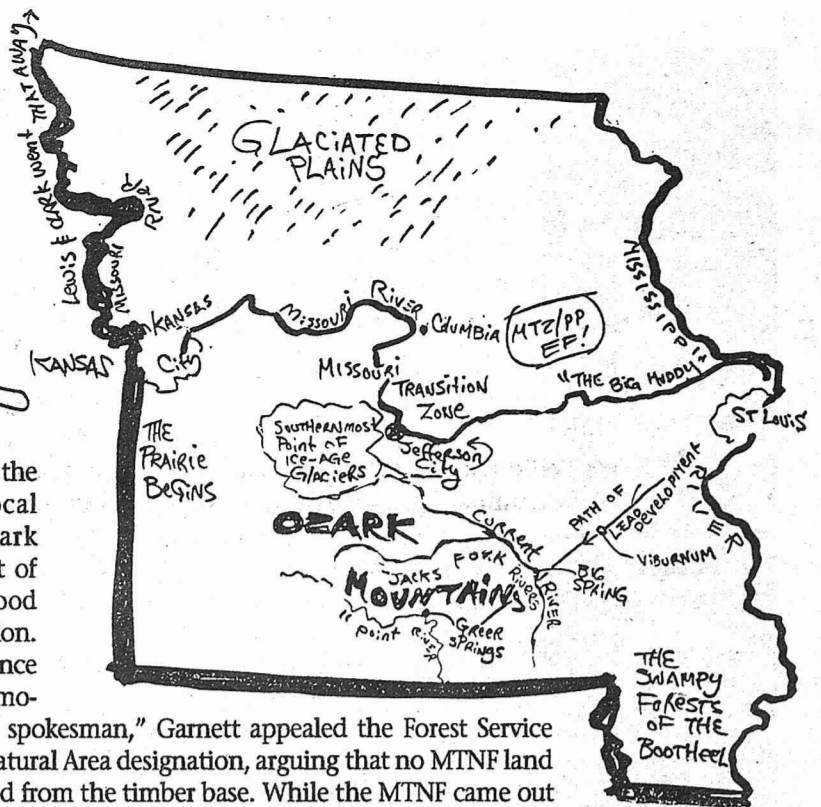 Lewis & CLARK went THAT AWAY →
GLACiATED
PLAiNS
RiVER
MISSOURI
KANSAS
City
KANSAS
MISSOURI RiVER
COLUMBIA
MTZ/PP
EF!
MISSISSIPPI
MISSOURI
TRANSITION
ZONE
"THE BIG MUDDY"
ST LOUIS
RIVER
THE
PRAIRIE
BEGINS
SOUTHERNMOST
Point OF
ICE-AGE
GLACIERS
Jefferson
City
OZARK
MOUNTAINS
CURRENT
RIVER
JACKS FORK
RIVERS
PATH OF
LEAD DEVELOPMENT
VIBURNUM
BIG
SPRING
GREER
SPRINGS
POINT RIVER
THE
SWAMPY
FORESTS
OF THE
BOOTHEEL
the
ocal
ark
t of
ood
ion.
nce
mo-
spokesman," Garnett appealed the Forest Service
atural Area designation, arguing that no MTNF land
d from the timber base. While the MTNF came out